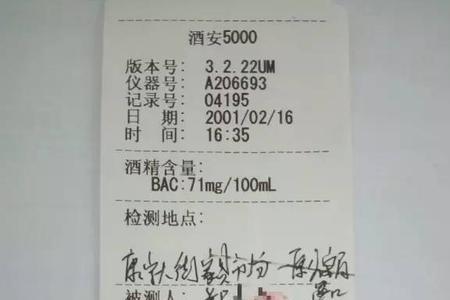 酒安5000
版本号: 3.2.22UM
仪器号: A206693
记录号: 04195
日 期: 2001/02/16
时 间: 16:35
酒精含量:
BAC:71mg/100mL
检测地点:
被测人: